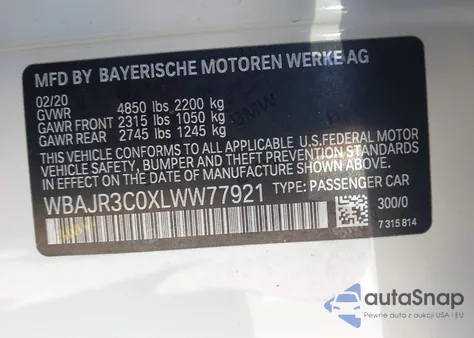 MFD BY BAYERISCHE MOTOREN WERKE AG
02/20
GVWR 4850 lbs 2200 kg
GAWR FRONT 2315 lbs 1050 kg
GAWR REAR 2745 lbs 1245 kg
THIS VEHICLE CONFORMS TO ALL APPLICABLE U.S.FEDERAL MOTOR
VEHICLE SAFETY, BUMPER, AND THEFT PREVENTION STANDARDS
IN EFFECT ON THE DATE OF MANUFACTURE SHOWN ABOVE.
WBAJR3C0XLWW77921 TYPE: PASSENGER CAR
300/0
7 315 814
autoSnap
Pewne auta z aukcji USA i EU